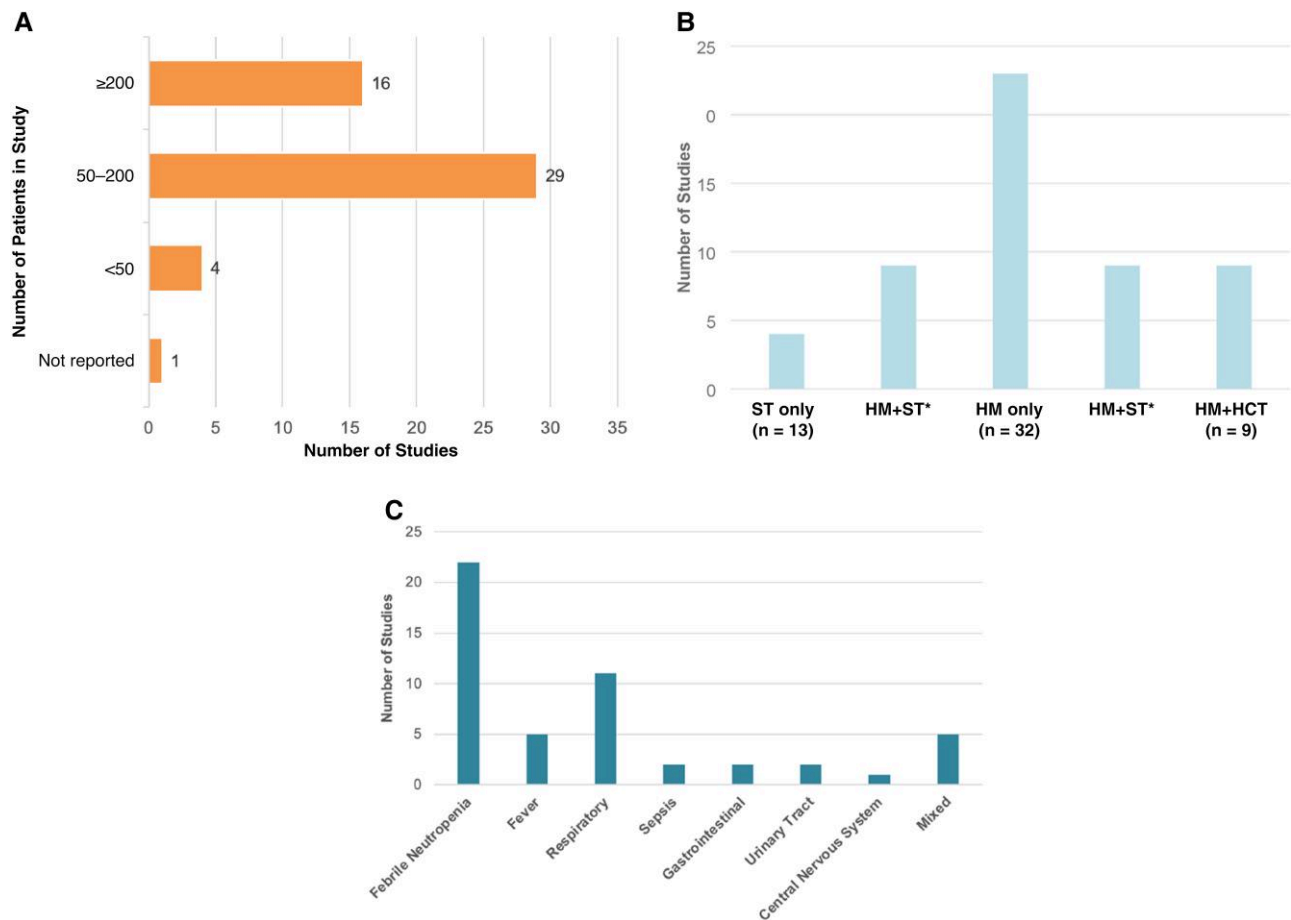 A
Number of Patients in Study
≥200
16
50–200
29
<50
4
Not reported
1
0 5 10 15 20 25 30 35
Number of Studies
B
Number of Studies
25
0
15
10
5
0
ST only
(n = 13)
HM+ST*
HM only
(n = 32)
HM+ST*
HM+HCT
(n = 9)
C
Number of Studies
25
20
15
10
5
0
Febrile Neutropenia
Fever
Respiratory
Sepsis
Gastrointestinal
Urinary Tract
Central Nervous System
Mixed